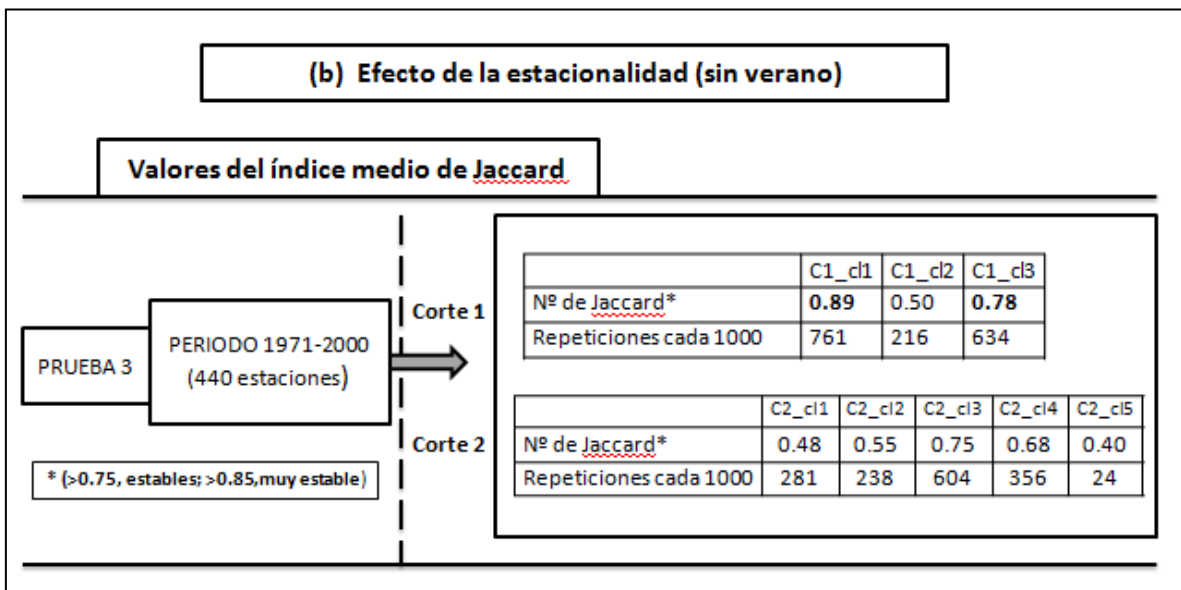 (b) Efecto de la estacionalidad (sin verano)
Valores del índice medio de Jaccard
PRUEBA 3
PERIODO 1971-2000
(440 estaciones)
* (>0.75, estables; >0.85,muy estable)
Corte 1
C1_cl1 C1_cl2 C1_cl3
Nº de Jaccard* 0.89 0.50 0.78
Repeticiones cada 1000 761 216 634
Corte 2
C2_cl1 C2_cl2 C2_cl3 C2_cl4 C2_cl5
Nº de Jaccard* 0.48 0.55 0.75 0.68 0.40
Repeticiones cada 1000 281 238 604 356 24